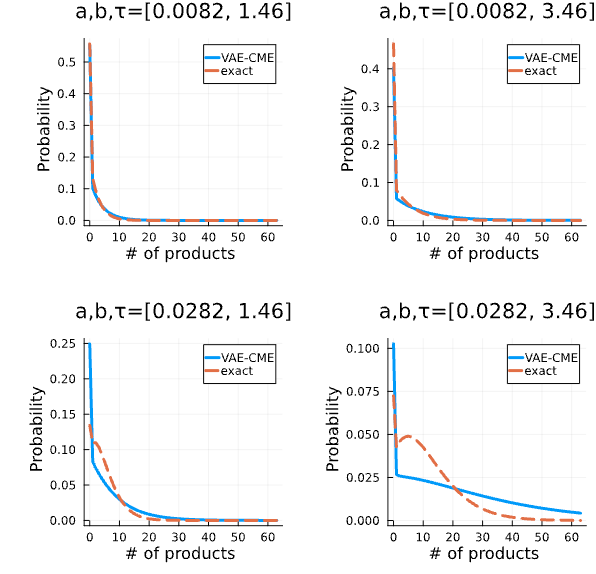 a,b,τ=[0.0082, 1.46]
Probability
0.5
0.4
0.3
0.2
0.1
0.0
VAE-CME
exact
0 10 20 30 40 50 60
# of products
a,b,τ=[0.0082, 3.46]
Probability
0.4
0.3
0.2
0.1
0.0
VAE-CME
exact
0 10 20 30 40 50 60
# of products
a,b,τ=[0.0282, 1.46]
Probability
0.25
0.20
0.15
0.10
0.05
0.00
VAE-CME
exact
0 10 20 30 40 50 60
# of products
a,b,τ=[0.0282, 3.46]
Probability
0.100
0.075
0.050
0.025
0.000
VAE-CME
exact
0 10 20 30 40 50 60
# of products